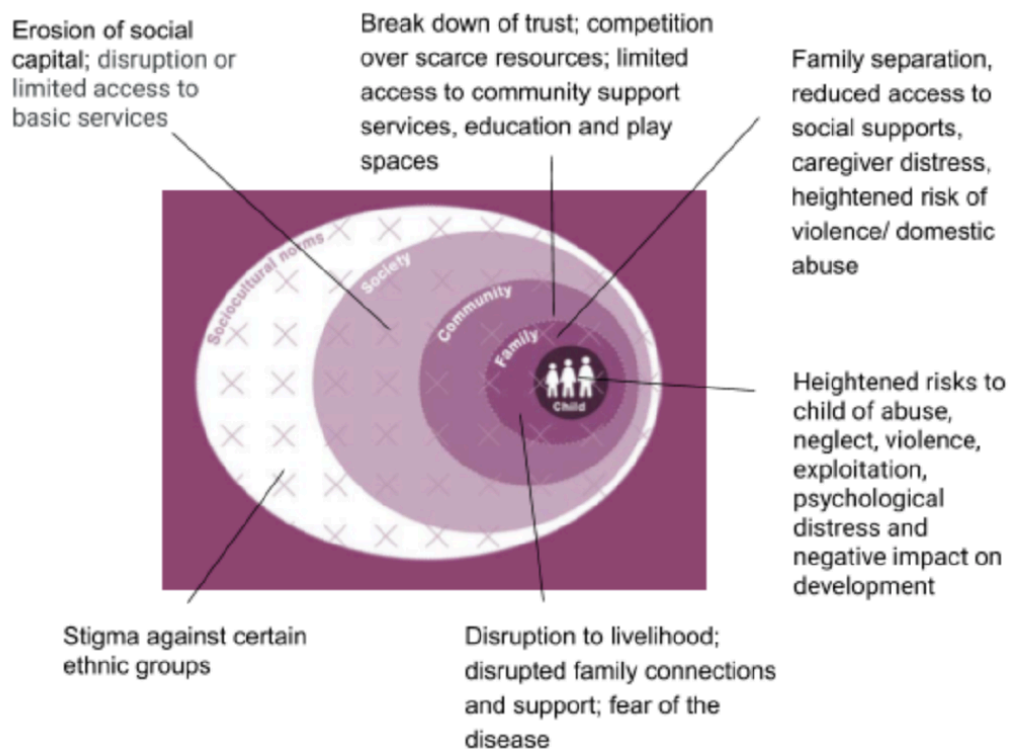 Erosion of social
capital; disruption or
limited access to
basic services
Break down of trust; competition
over scarce resources; limited
access to community support
services, education and play
spaces
Family separation,
reduced access to
social supports,
caregiver distress,
heightened risk of
violence/ domestic
abuse
Sociocultural norms
Society
Community
Family
Child
Heightened risks to
child of abuse,
neglect, violence,
exploitation,
psychological
distress and
negative impact on
development
Stigma against certain
ethnic groups
Disruption to livelihood;
disrupted family connections
and support; fear of the
disease